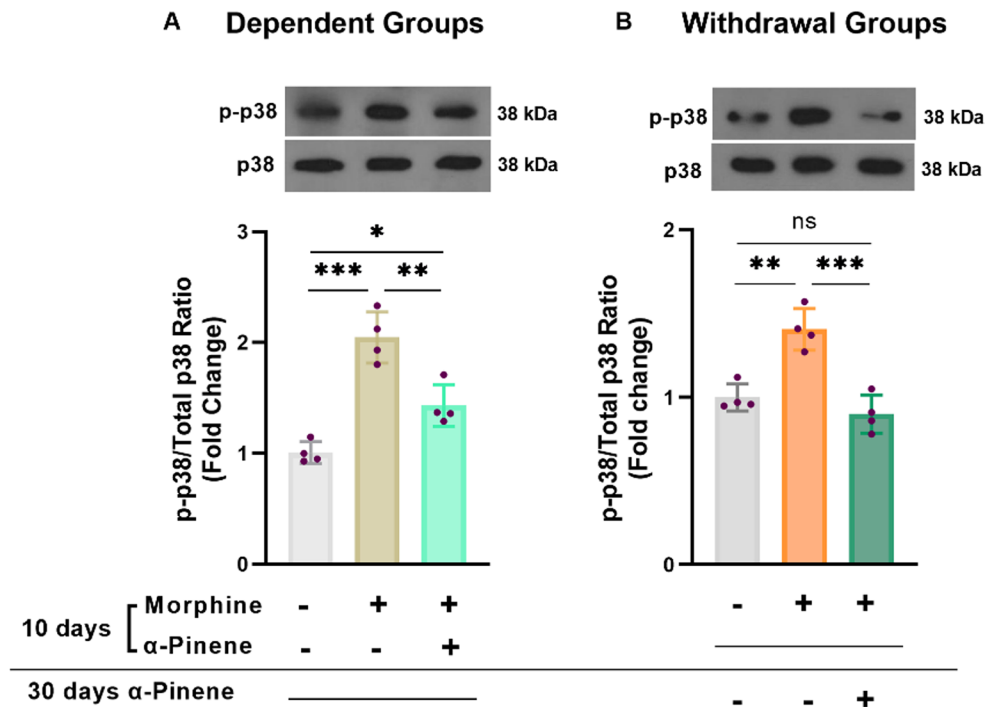 A Dependent Groups
B Withdrawal Groups
p-p38 38 kDa
p38 38 kDa
p-p38 38 kDa
p38 38 kDa
p-p38/Total p38 Ratio
(Fold Change)
3
2
1
0
*
*** **
p-p38/Total p38 Ratio
(Fold change)
2
1
0
ns
** ***
10 days
Morphine - + +
α-Pinene - - +
- + +
30 days α-Pinene
- - +